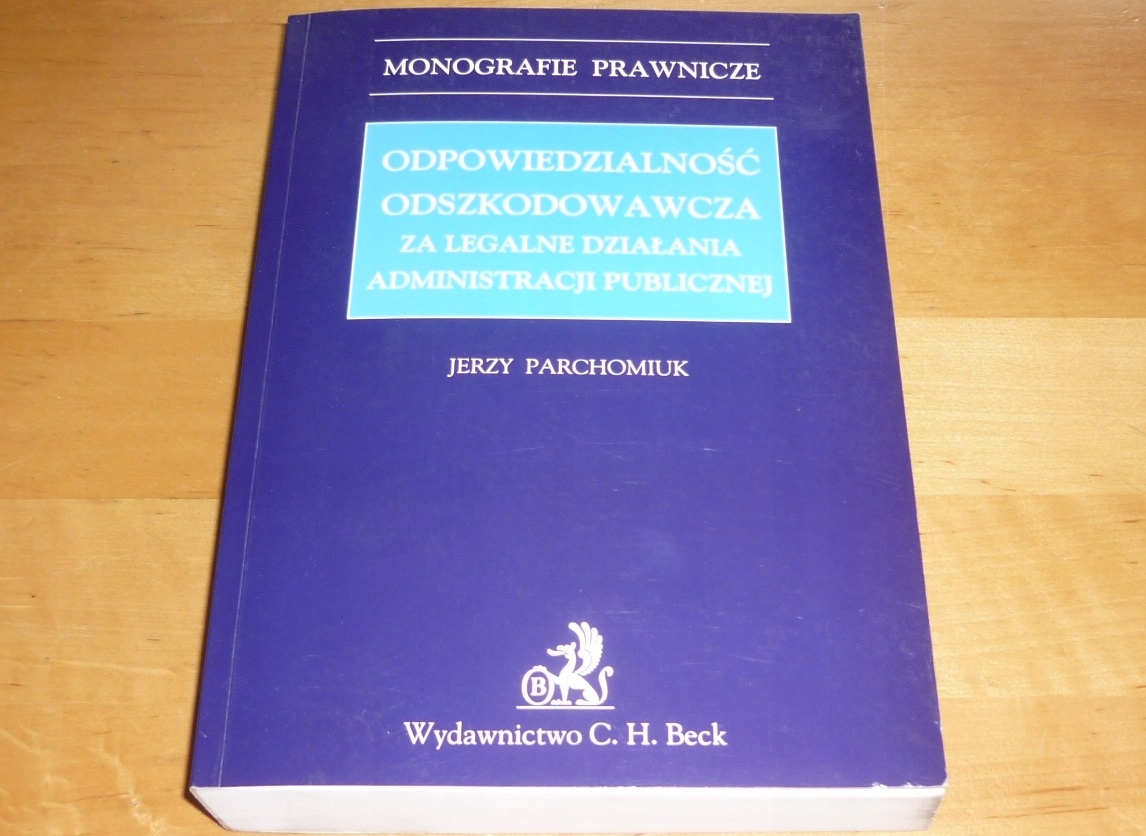 MONOGRAFIE PRAWNICZE
ODPOWIEDZIALNOŚĆ
ODSZKODOWAWCZA
ZA LEGALNE DZIAŁANIA
ADMINISTRACJI PUBLICZNEJ
JERZY PARCHOMIUK
B
Wydawnictwo C. H. Beck